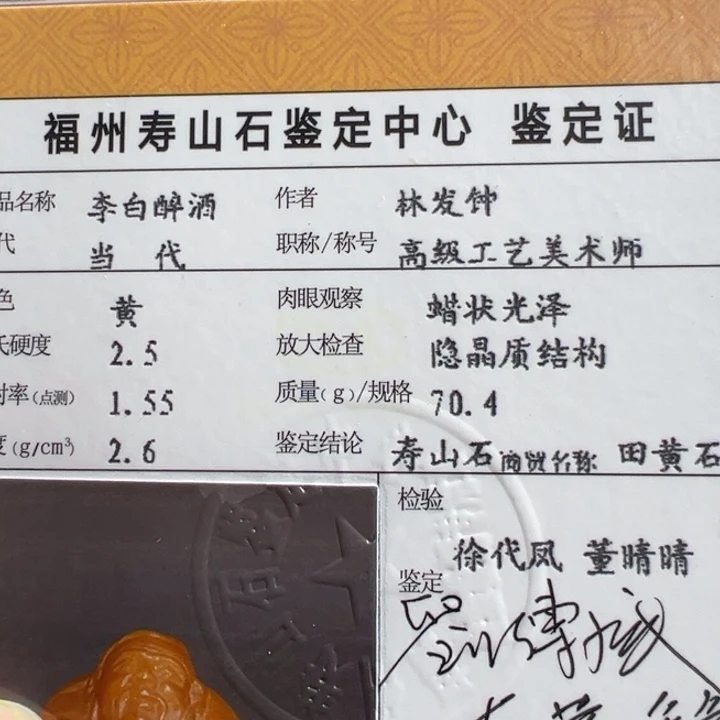 福州寿山石鉴定中心 鉴定证
品名称 李白醉酒 作者 林发钟
代 当 代 职称/称号 高级工艺美术师
色 黄 肉眼观察 蜡状光泽
氏硬度 2.5 放大检查 隐晶质结构
射率(点测) 1.55 质量(g)/规格 70.4
度(g/cm³) 2.6 鉴定结论 寿山石 商贸名称 田黄石
检验
徐代凤 董晴晴
鉴定